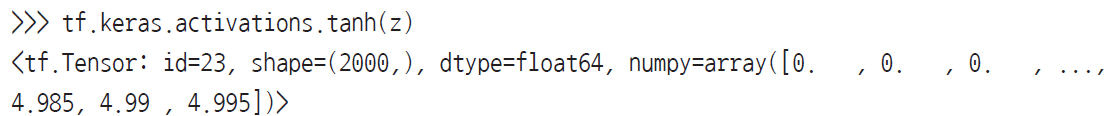 >>> tf.keras.activations.tanh(z)
<tf.Tensor: id=23, shape=(2000,), dtype=float64, numpy=array([0.   , 0.   , 0.   , ...,
4.985, 4.99 , 4.995])>